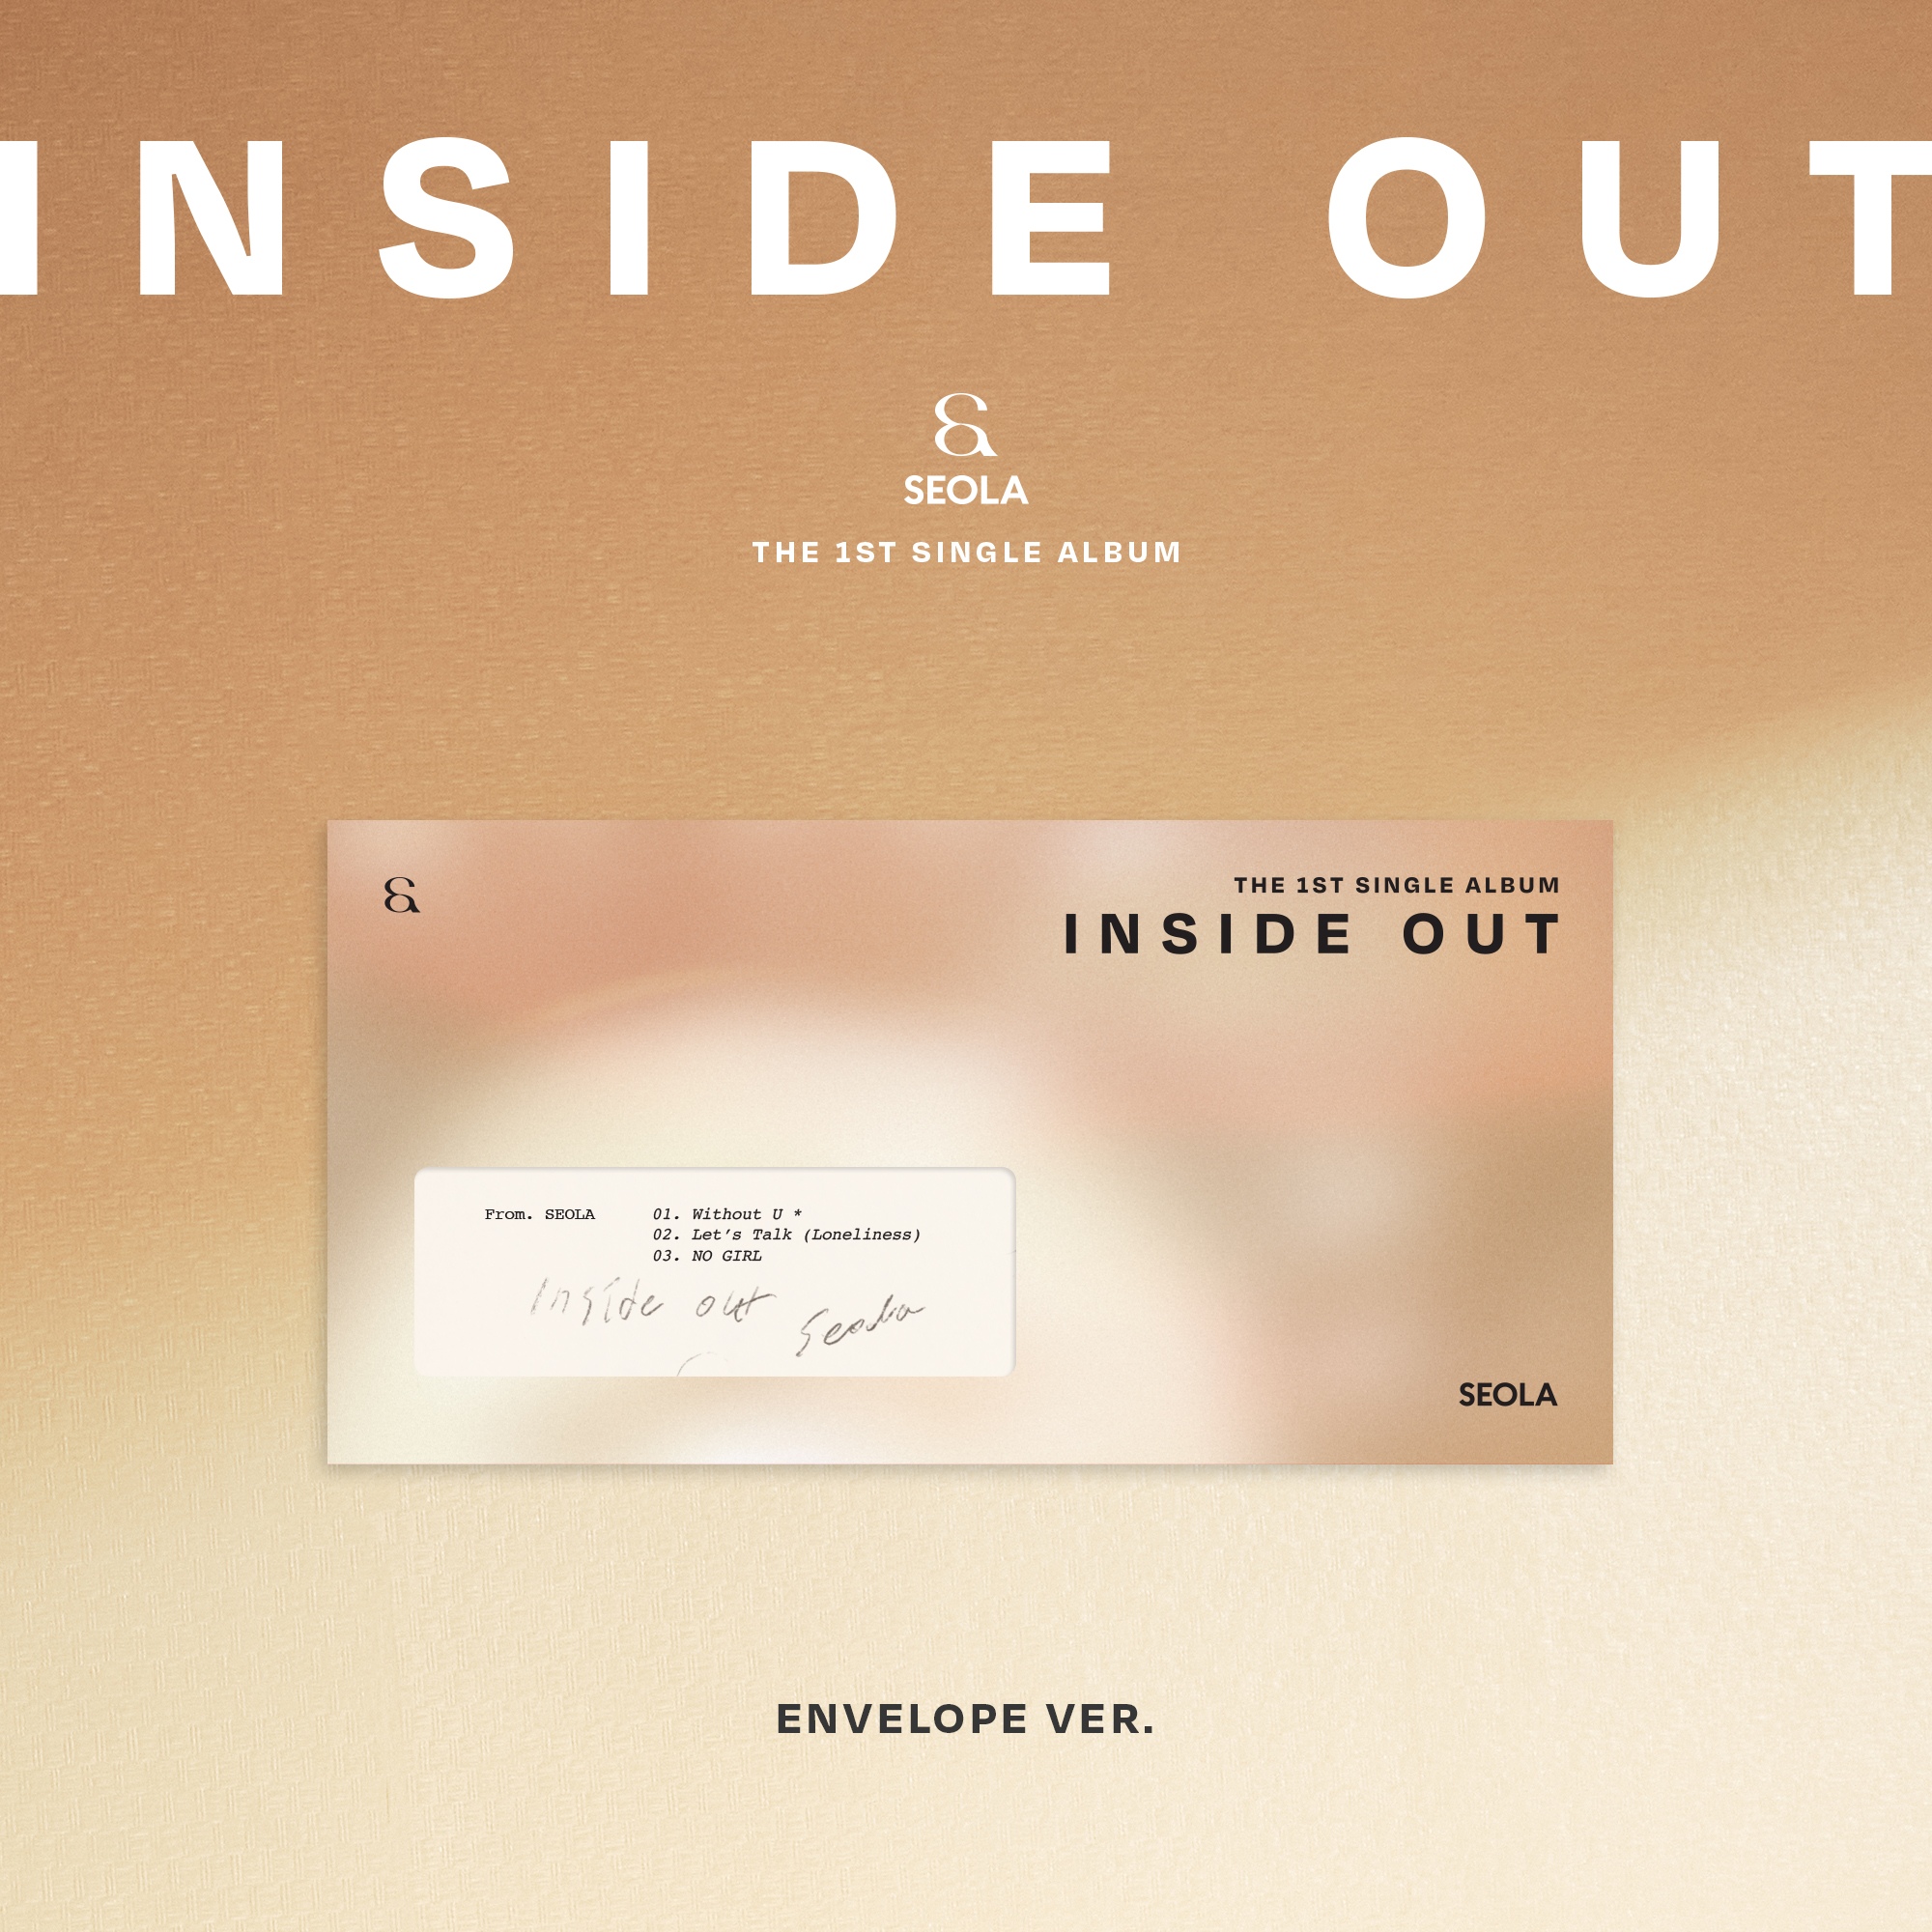 INSIDE OUT
&
SEOLA
THE 1ST SINGLE ALBUM
&
THE 1ST SINGLE ALBUM
INSIDE OUT
From. SEOLA
01. Without U *
02. Let's Talk (Loneliness)
03. NO GIRL
Inside out
Seola
SEOLA
ENVELOPE VER.